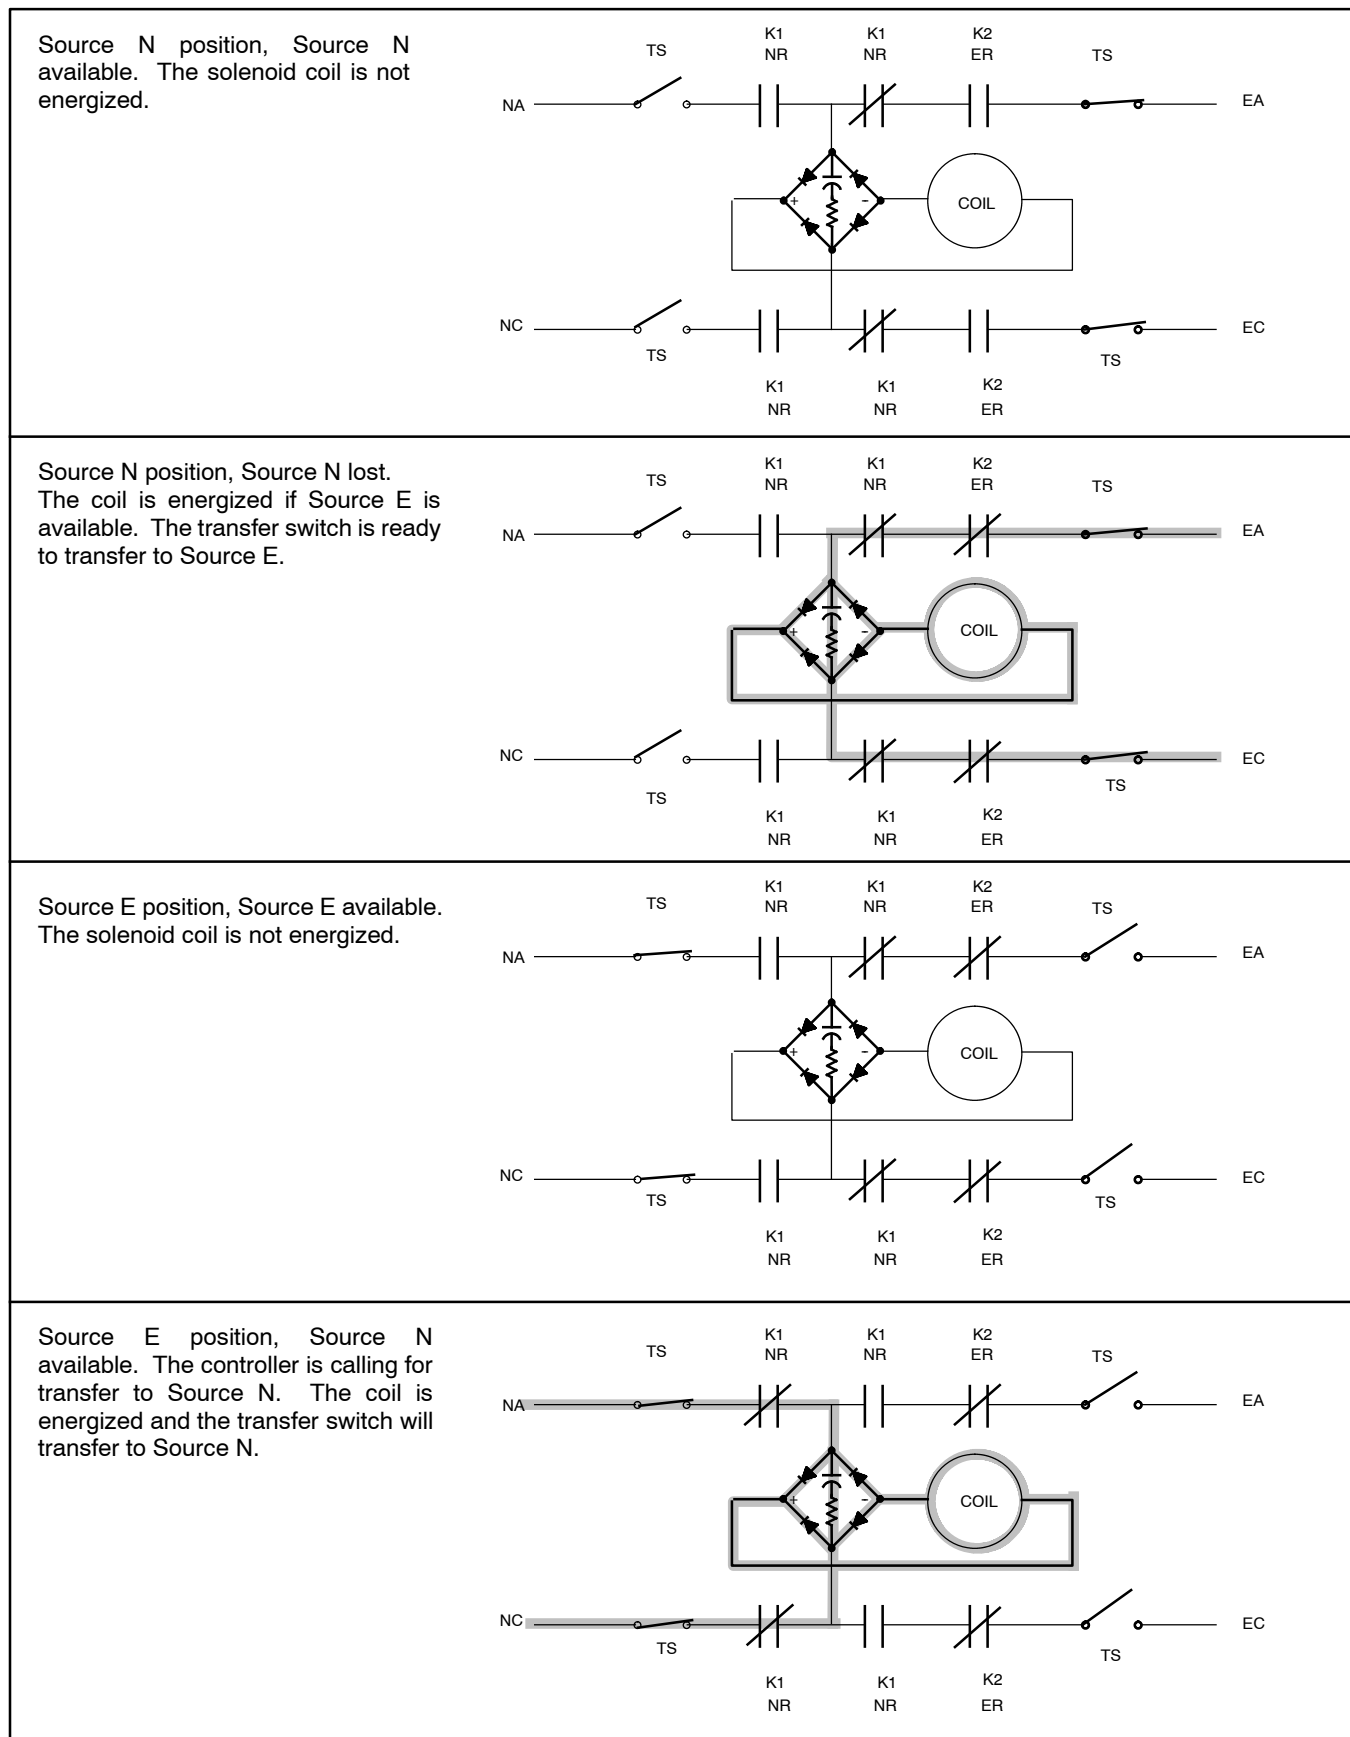 Source N position, Source N
available. The solenoid coil is not
energized.
K1 K1 K2
TS NR NR ER TS
NA EA
+ - COIL
NC EC
TS TS
K1 K1 K2
NR NR ER
Source N position, Source N lost.
The coil is energized if Source E is
available. The transfer switch is ready
to transfer to Source E.
K1 K1 K2
TS NR NR ER TS
NA EA
+ - COIL
NC EC
TS TS
K1 K1 K2
NR NR ER
Source E position, Source E available.
The solenoid coil is not energized.
K1 K1 K2
TS NR NR ER TS
NA EA
+ - COIL
NC EC
TS TS
K1 K1 K2
NR NR ER
Source E position, Source N
available. The controller is calling for
transfer to Source N. The coil is
energized and the transfer switch will
transfer to Source N.
K1 K1 K2
TS NR NR ER TS
NA EA
+ - COIL
NC EC
TS TS
K1 K1 K2
NR NR ER